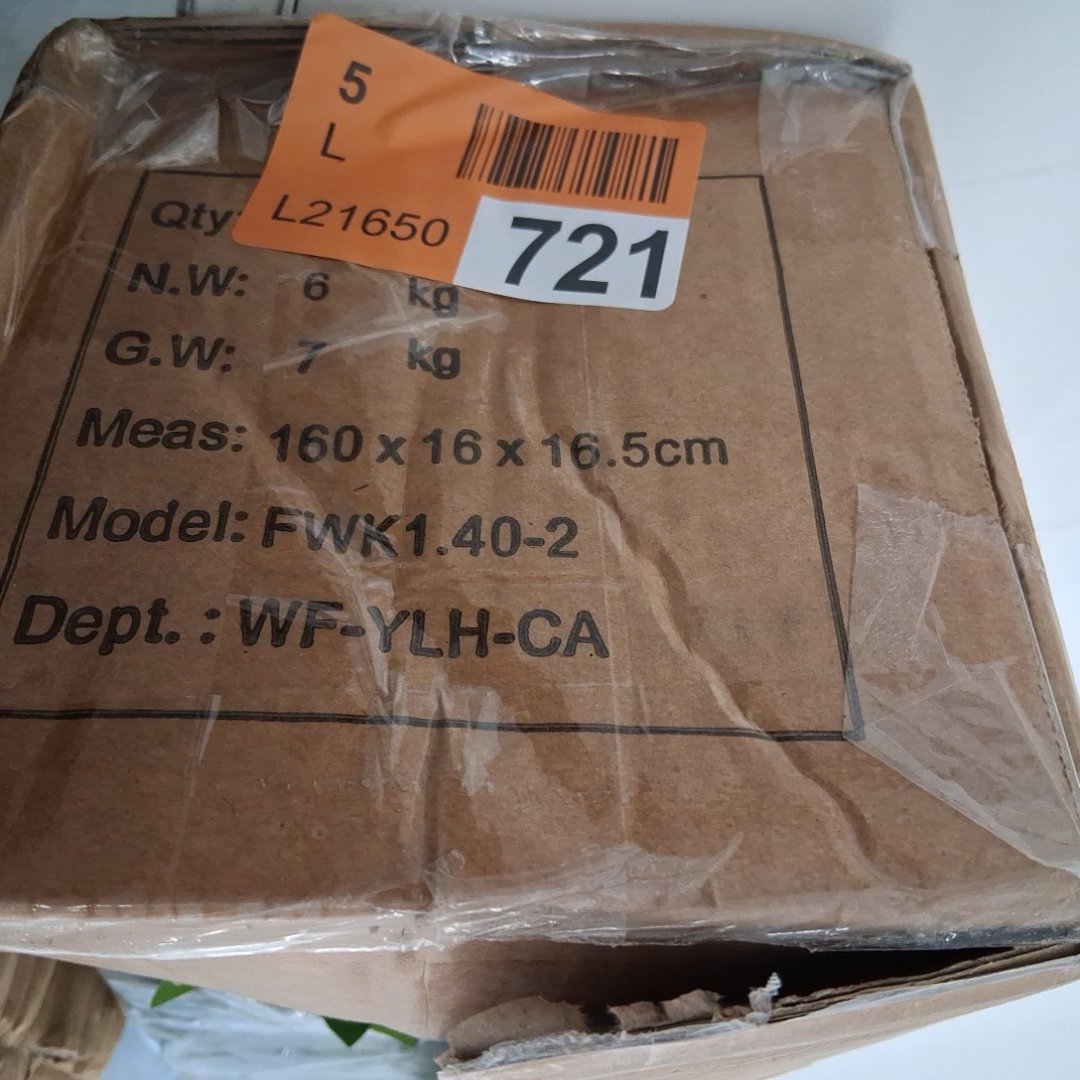 5
L
L21650
721
Qty:
N.W: 6 kg
G.W: 7 kg
Meas: 160 x 16 x 16.5cm
Model: FWK1.40-2
Dept. : WF-YLH-CA